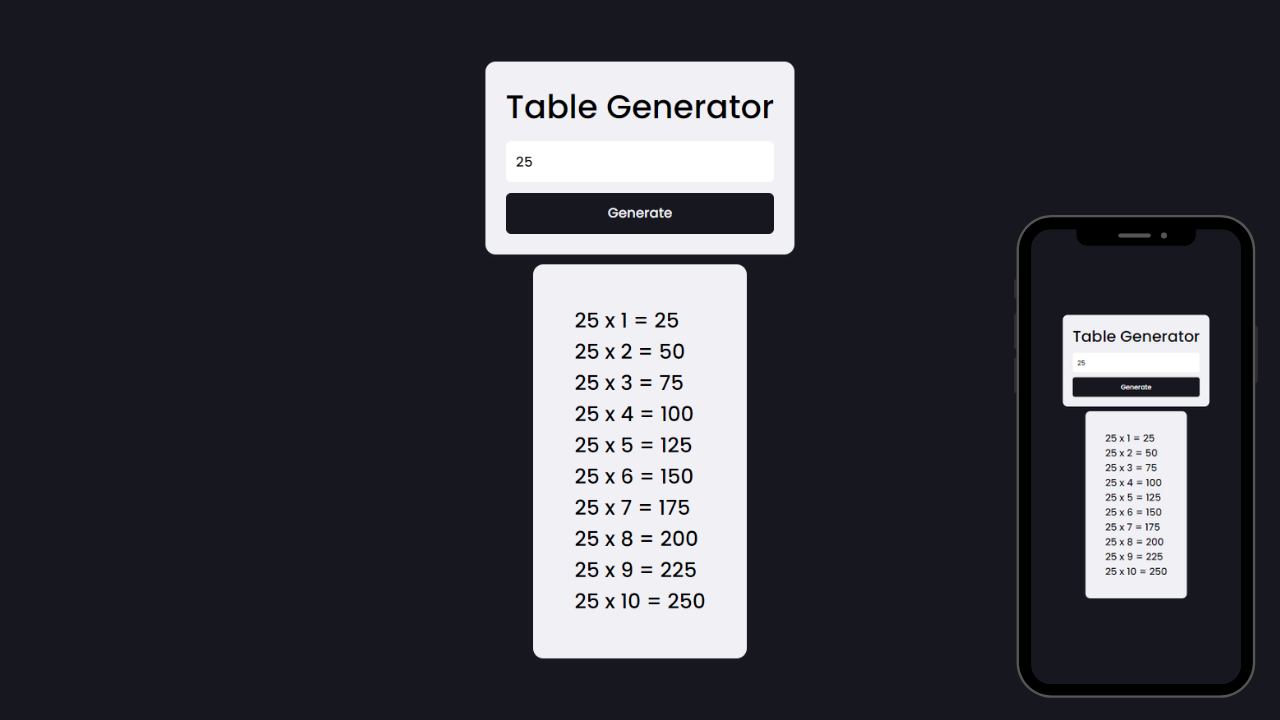 Table Generator
25
Generate
25 x 1 = 25
25 x 2 = 50
25 x 3 = 75
25 x 4 = 100
25 x 5 = 125
25 x 6 = 150
25 x 7 = 175
25 x 8 = 200
25 x 9 = 225
25 x 10 = 250
Table Generator
25
Generate
25 x 1 = 25
25 x 2 = 50
25 x 3 = 75
25 x 4 = 100
25 x 5 = 125
25 x 6 = 150
25 x 7 = 175
25 x 8 = 200
25 x 9 = 225
25 x 10 = 250